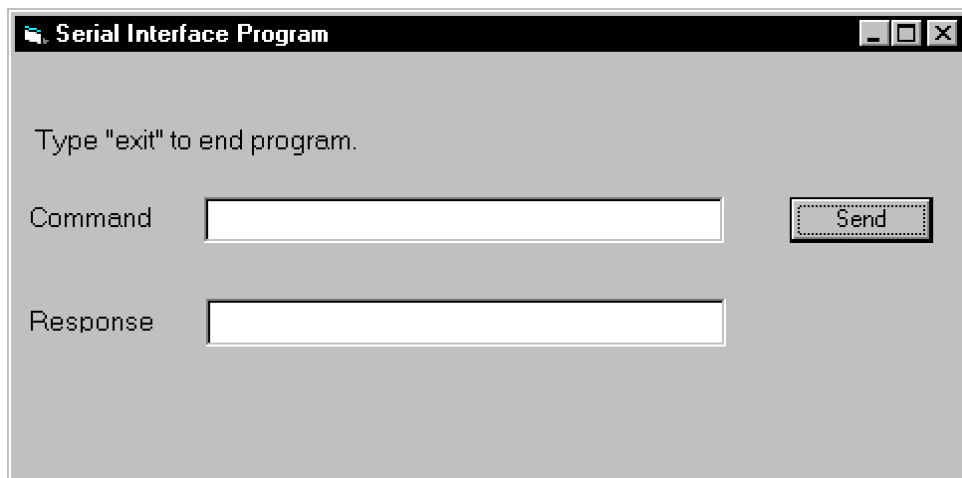 Serial Interface Program
Type "exit" to end program.
Command
Send
Response